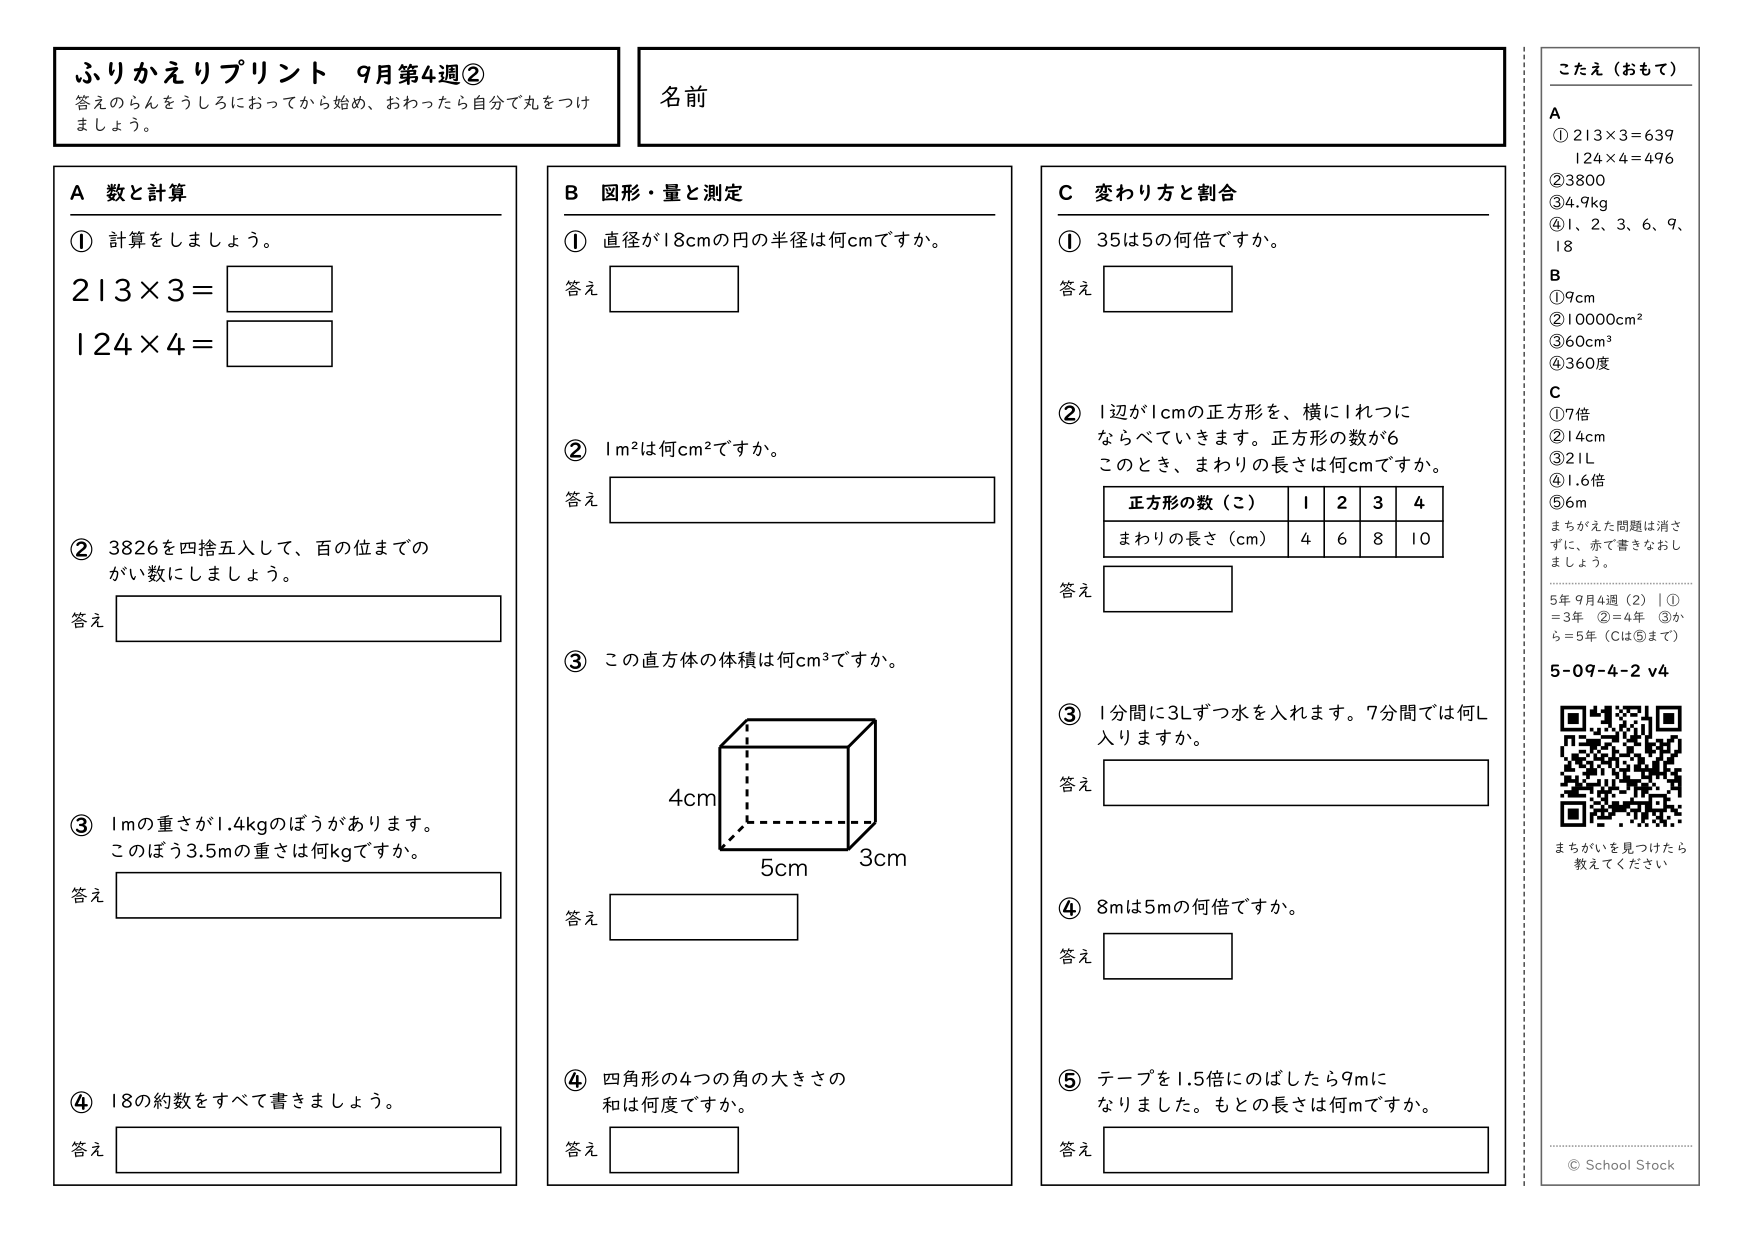 ふりかえりプリント　9月第4週②
答えのらんをうしろにおってから始め、おわったら自分で丸をつけ
ましょう。
名前
A　数と計算
① 計算をしましょう。
213×3＝
124×4＝
② 3826を四捨五入して、百の位までの
がい数にしましょう。
答え
③ 1mの重さが1.4kgのぼうがあります。
このぼう3.5mの重さは何kgですか。
答え
④ 18の約数をすべて書きましょう。
答え
B　図形・量と測定
① 直径が18cmの円の半径は何cmですか。
答え
② 1m²は何cm²ですか。
答え
③ この直方体の体積は何cm³ですか。
4cm
5cm
3cm
答え
④ 四角形の4つの角の大きさの
和は何度ですか。
答え
C　変わり方と割合
① 35は5の何倍ですか。
答え
② 1辺が1cmの正方形を、横に1れつに
ならべていきます。正方形の数が6
このとき、まわりの長さは何cmですか。
正方形の数（こ） 1 2 3 4
まわりの長さ（cm） 4 6 8 10
答え
③ 1分間に3Lずつ水を入れます。7分間では何L
入りますか。
答え
④ 8mは5mの何倍ですか。
答え
⑤ テープを1.5倍にのばしたら9mに
なりました。もとの長さは何mですか。
答え
こたえ（おもて）
A
① 213×3＝639
124×4＝496
②3800
③4.9kg
④1、2、3、6、9、
18
B
①9cm
②10000cm²
③60cm³
④360度
C
①7倍
②14cm
③21L
④1.6倍
⑤6m
まちがえた問題は消さ
ずに、赤で書きなおし
ましょう。
5年 9月4週（2）｜①
＝3年　②＝4年　③か
ら＝5年（Cは⑤まで）
5-09-4-2 v4
まちがいを見つけたら
教えてください
© School Stock